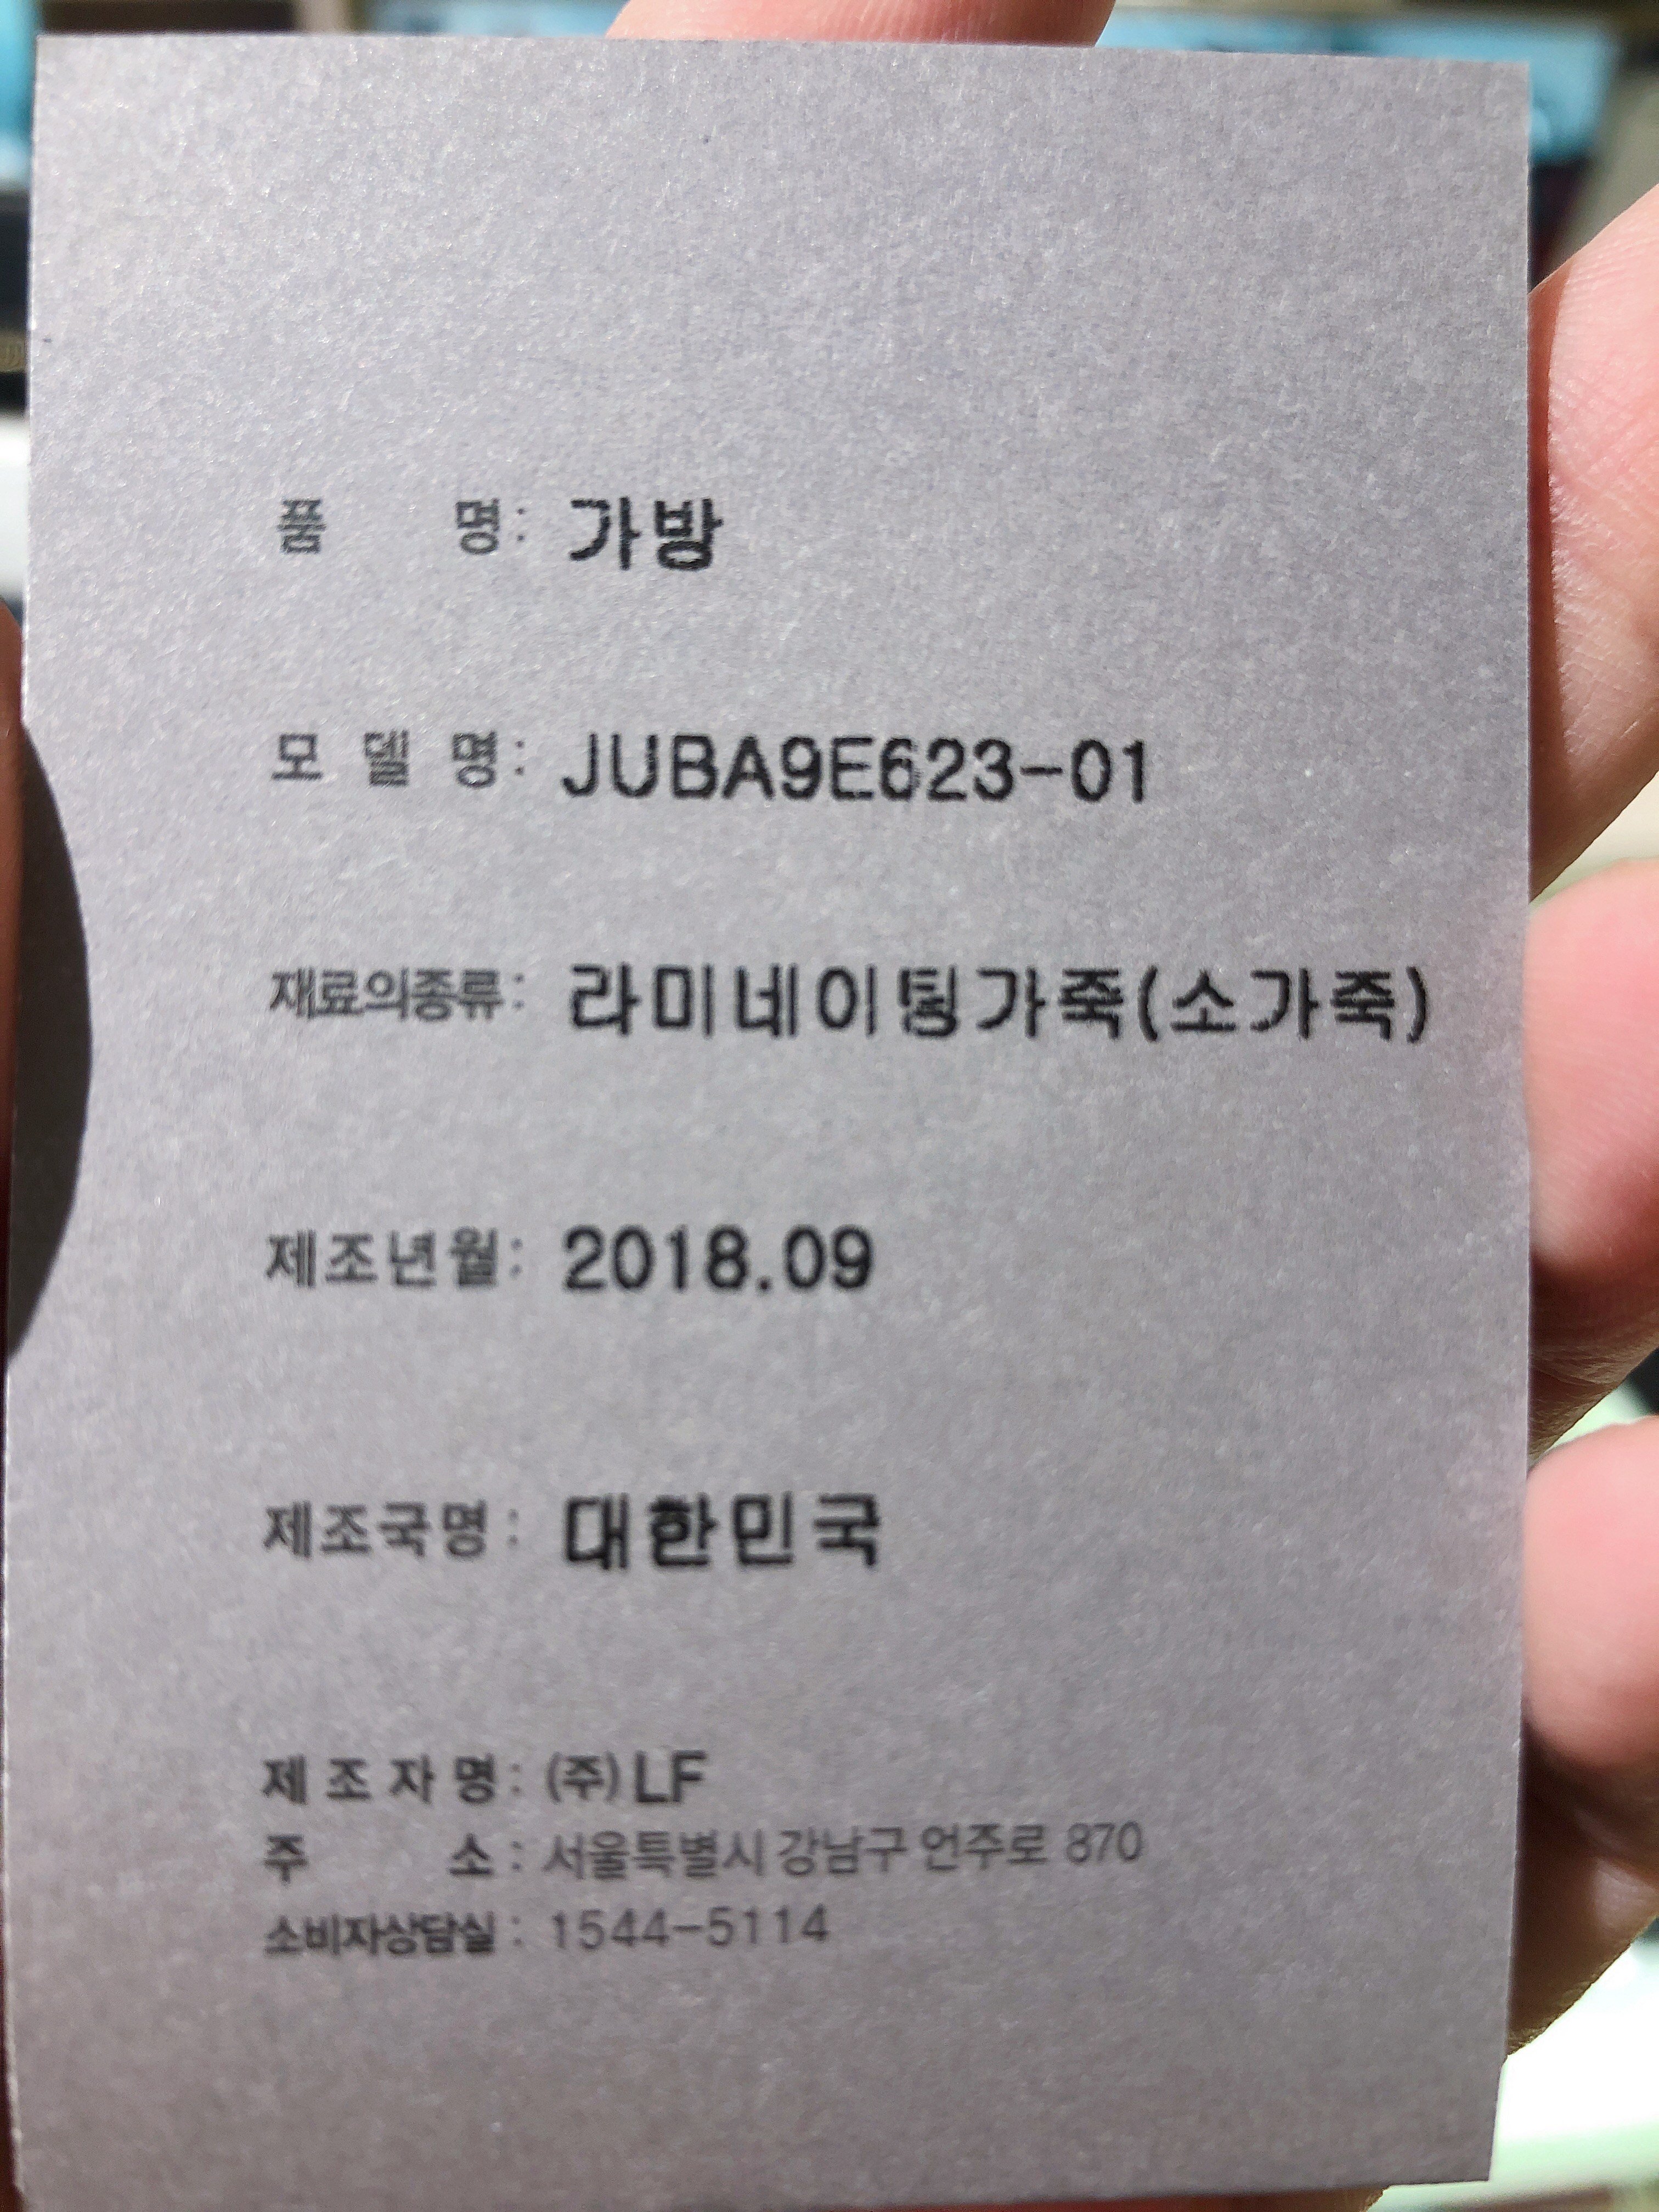 품 명: 가방
모 델 명: JUBA9E623-01
재료의종류: 라미네이팅가죽(소가죽)
제조년월: 2018.09
제조국명: 대한민국
제 조 자 명: (주)LF
주 소: 서울특별시 강남구 언주로 870
소비자상담실: 1544-5114